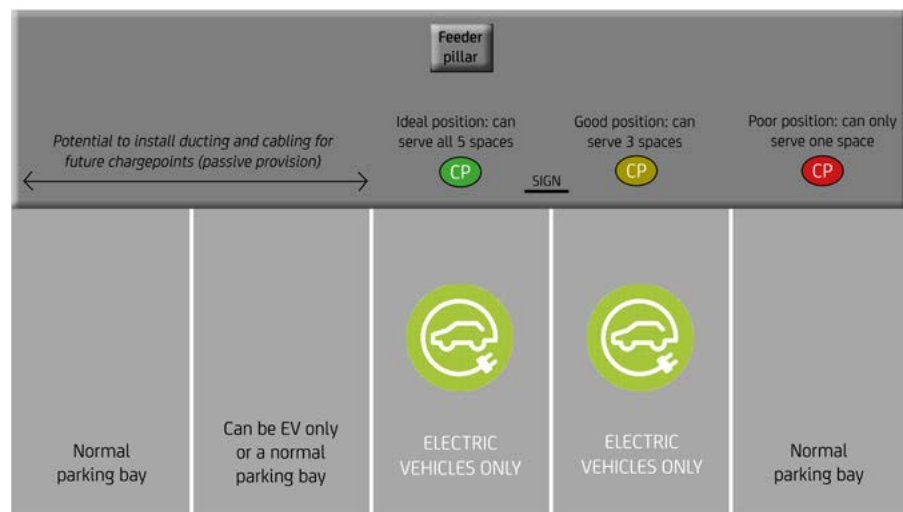 Feeder
pillar
Potential to install ducting and cabling for
future chargepoints (passive provision)
Ideal position: can
serve all 5 spaces
CP
SIGN
Good position: can
serve 3 spaces
CP
Poor position: can only
serve one space
CP
Normal
parking bay
Can be EV only
or a normal
parking bay
ELECTRIC
VEHICLES ONLY
ELECTRIC
VEHICLES ONLY
Normal
parking bay